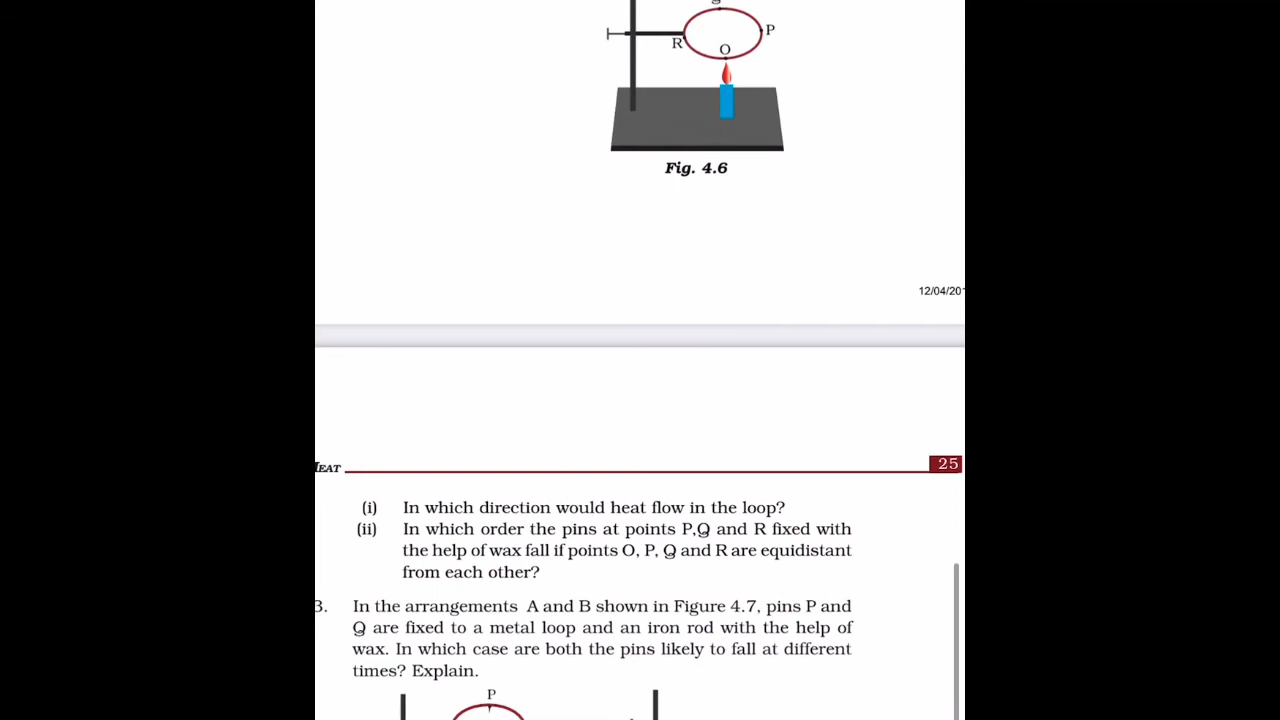 R
P
O
Fig. 4.6
12/04/201
HEAT
25
(i) In which direction would heat flow in the loop?
(ii) In which order the pins at points P,Q and R fixed with
the help of wax fall if points O, P, Q and R are equidistant
from each other?
3. In the arrangements A and B shown in Figure 4.7, pins P and
Q are fixed to a metal loop and an iron rod with the help of
wax. In which case are both the pins likely to fall at different
times? Explain.
P